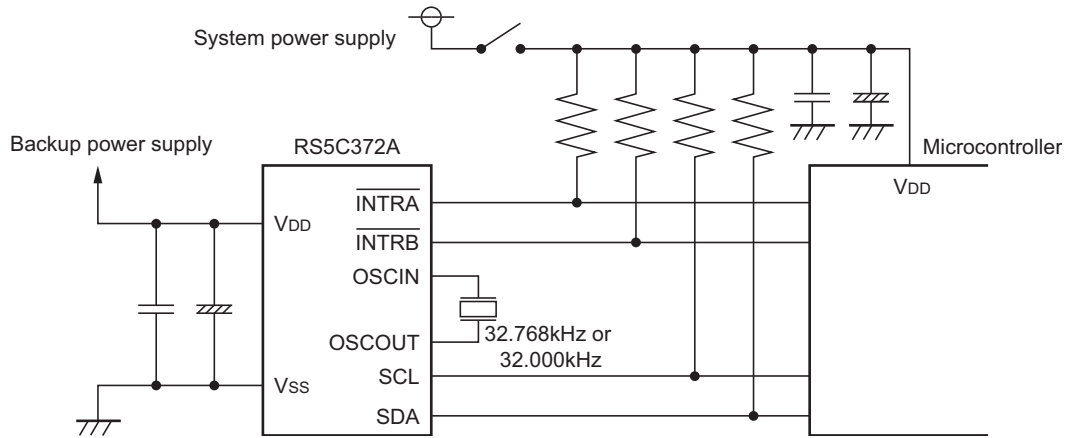 System power supply
Backup power supply
RS5C372A
Microcontroller
VDD
INTRA
VDD
INTRB
OSCIN
OSCOUT
32.768kHz or
32.000kHz
VSS
SCL
SDA